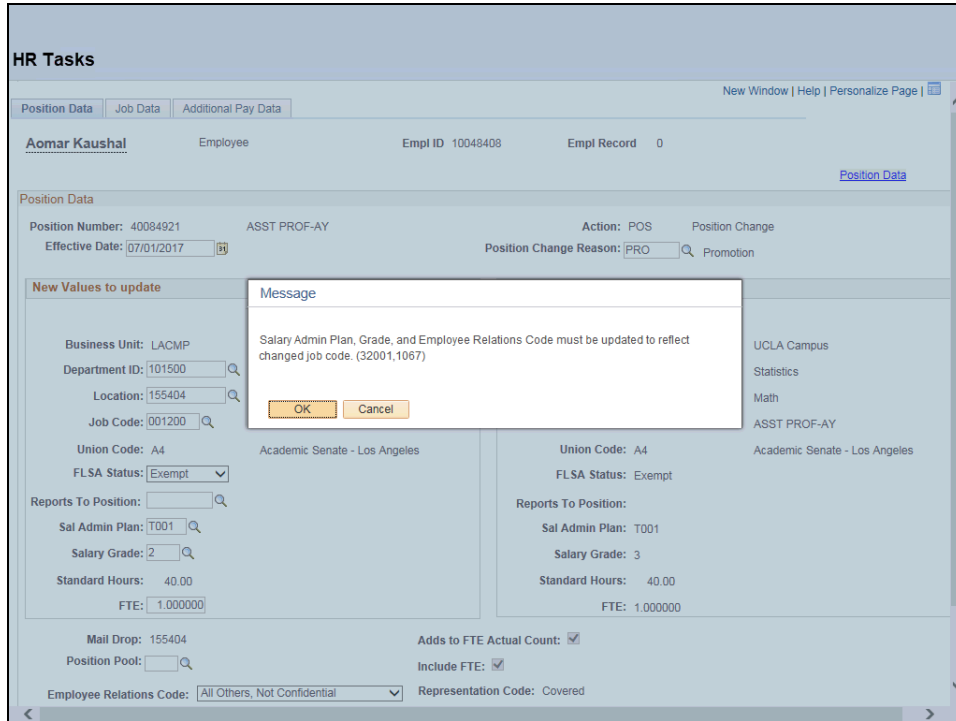 HR Tasks
New Window | Help | Personalize Page |
Position Data Job Data Additional Pay Data
Aomar Kaushal Employee Empl ID 10048408 Empl Record 0
Position Data
Position Data
Position Number: 40084921 ASST PROF-AY Action: POS Position Change
Effective Date: 07/01/2017 31 Position Change Reason: PRO Promotion
New Values to update
Message
Salary Admin Plan, Grade, and Employee Relations Code must be updated to reflect
changed job code. (32001,1067)
OK Cancel
Business Unit: LACMP UCLA Campus
Department ID: 101500 Statistics
Location: 155404 Math
Job Code: 001200 ASST PROF-AY
Union Code: A4 Academic Senate - Los Angeles Union Code: A4 Academic Senate - Los Angeles
FLSA Status: Exempt FLSA Status: Exempt
Reports To Position: Reports To Position:
Sal Admin Plan: T001 Sal Admin Plan: T001
Salary Grade: 2 Salary Grade: 3
Standard Hours: 40.00 Standard Hours: 40.00
FTE: 1.000000 FTE: 1.000000
Mail Drop: 155404 Adds to FTE Actual Count:
Position Pool: Include FTE:
Employee Relations Code: All Others, Not Confidential Representation Code: Covered